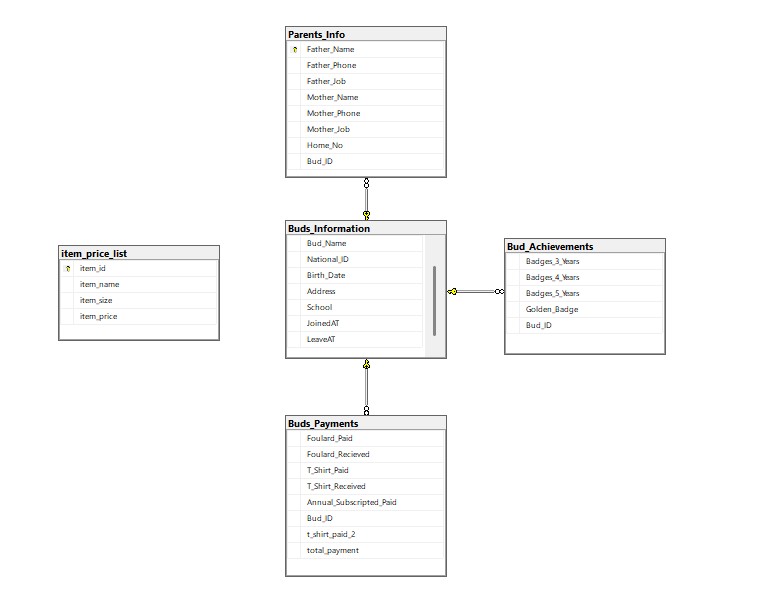 Parents_Info
Father_Name
Father_Phone
Father_Job
Mother_Name
Mother_Phone
Mother_Job
Home_No
Bud_ID
item_price_list
item_id
item_name
item_size
item_price
Buds_Information
Bud_Name
National_ID
Birth_Date
Address
School
JoinedAT
LeaveAT
Bud_Achievements
Badges_3_Years
Badges_4_Years
Badges_5_Years
Golden_Badge
Bud_ID
Buds_Payments
Foulard_Paid
Foulard_Recieved
T_Shirt_Paid
T_Shirt_Received
Annual_Subscripted_Paid
Bud_ID
t_shirt_paid_2
total_payment